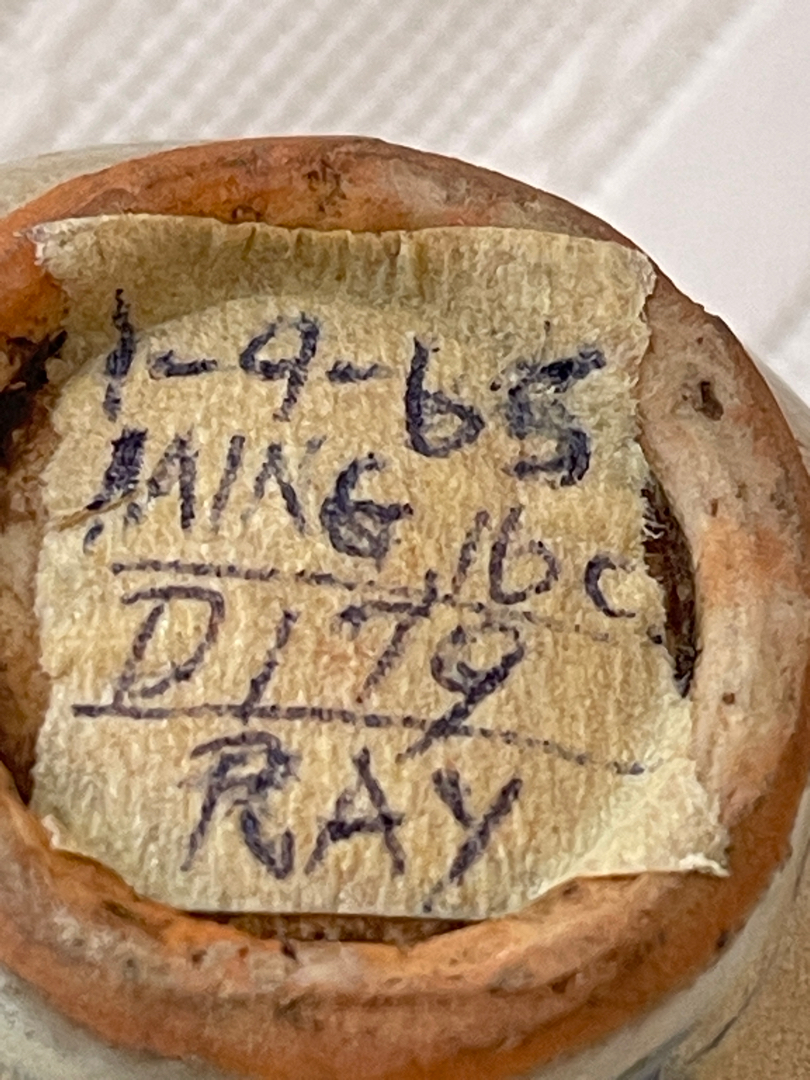 1-9-65
MING, 16c
D179
RAY